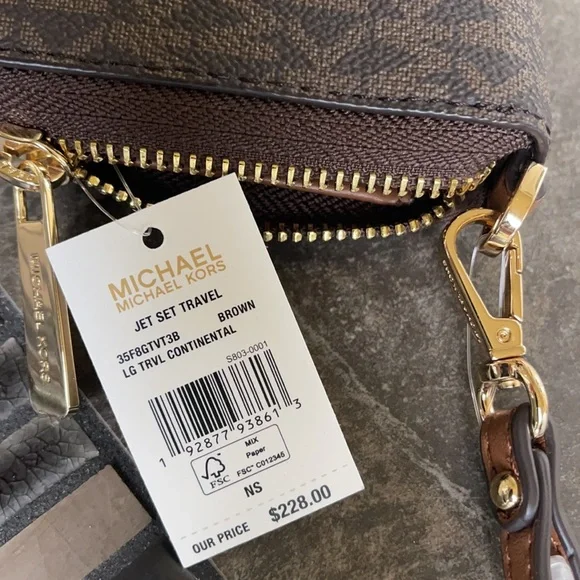 MICHAEL
MICHAEL KORS
JET SET TRAVEL
35F8GTVT3B BROWN
LG TRVL CONTINENTAL
S803-0001
1 92877 93861 3
FSC
MIX
Paper
FSC™ C012345
NS
OUR PRICE $228.00
MICHAEL KORS